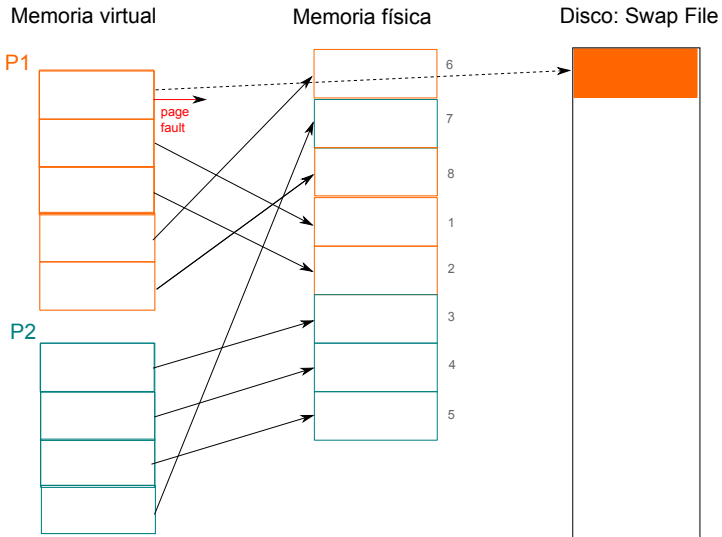 Memoria virtual
Memoria física
Disco: Swap File
P1
page
fault
6
7
8
1
2
3
4
5
P2